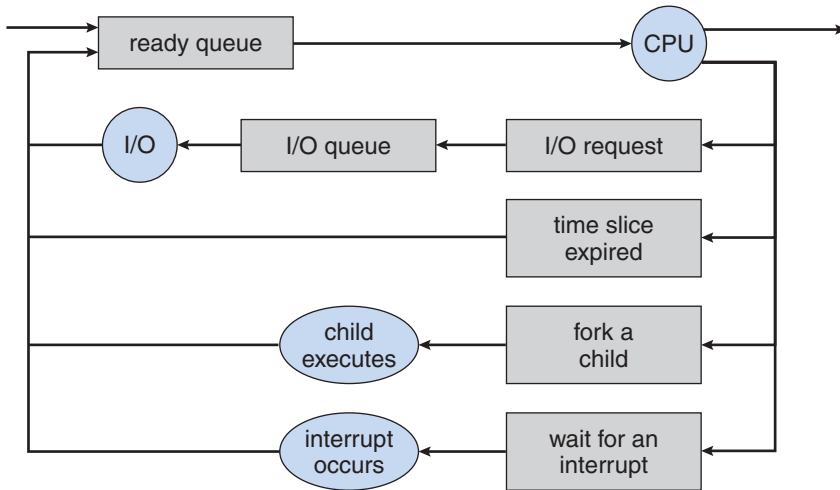 ready queue
CPU
I/O
I/O queue
I/O request
time slice
expired
child
executes
fork a
child
interrupt
occurs
wait for an
interrupt